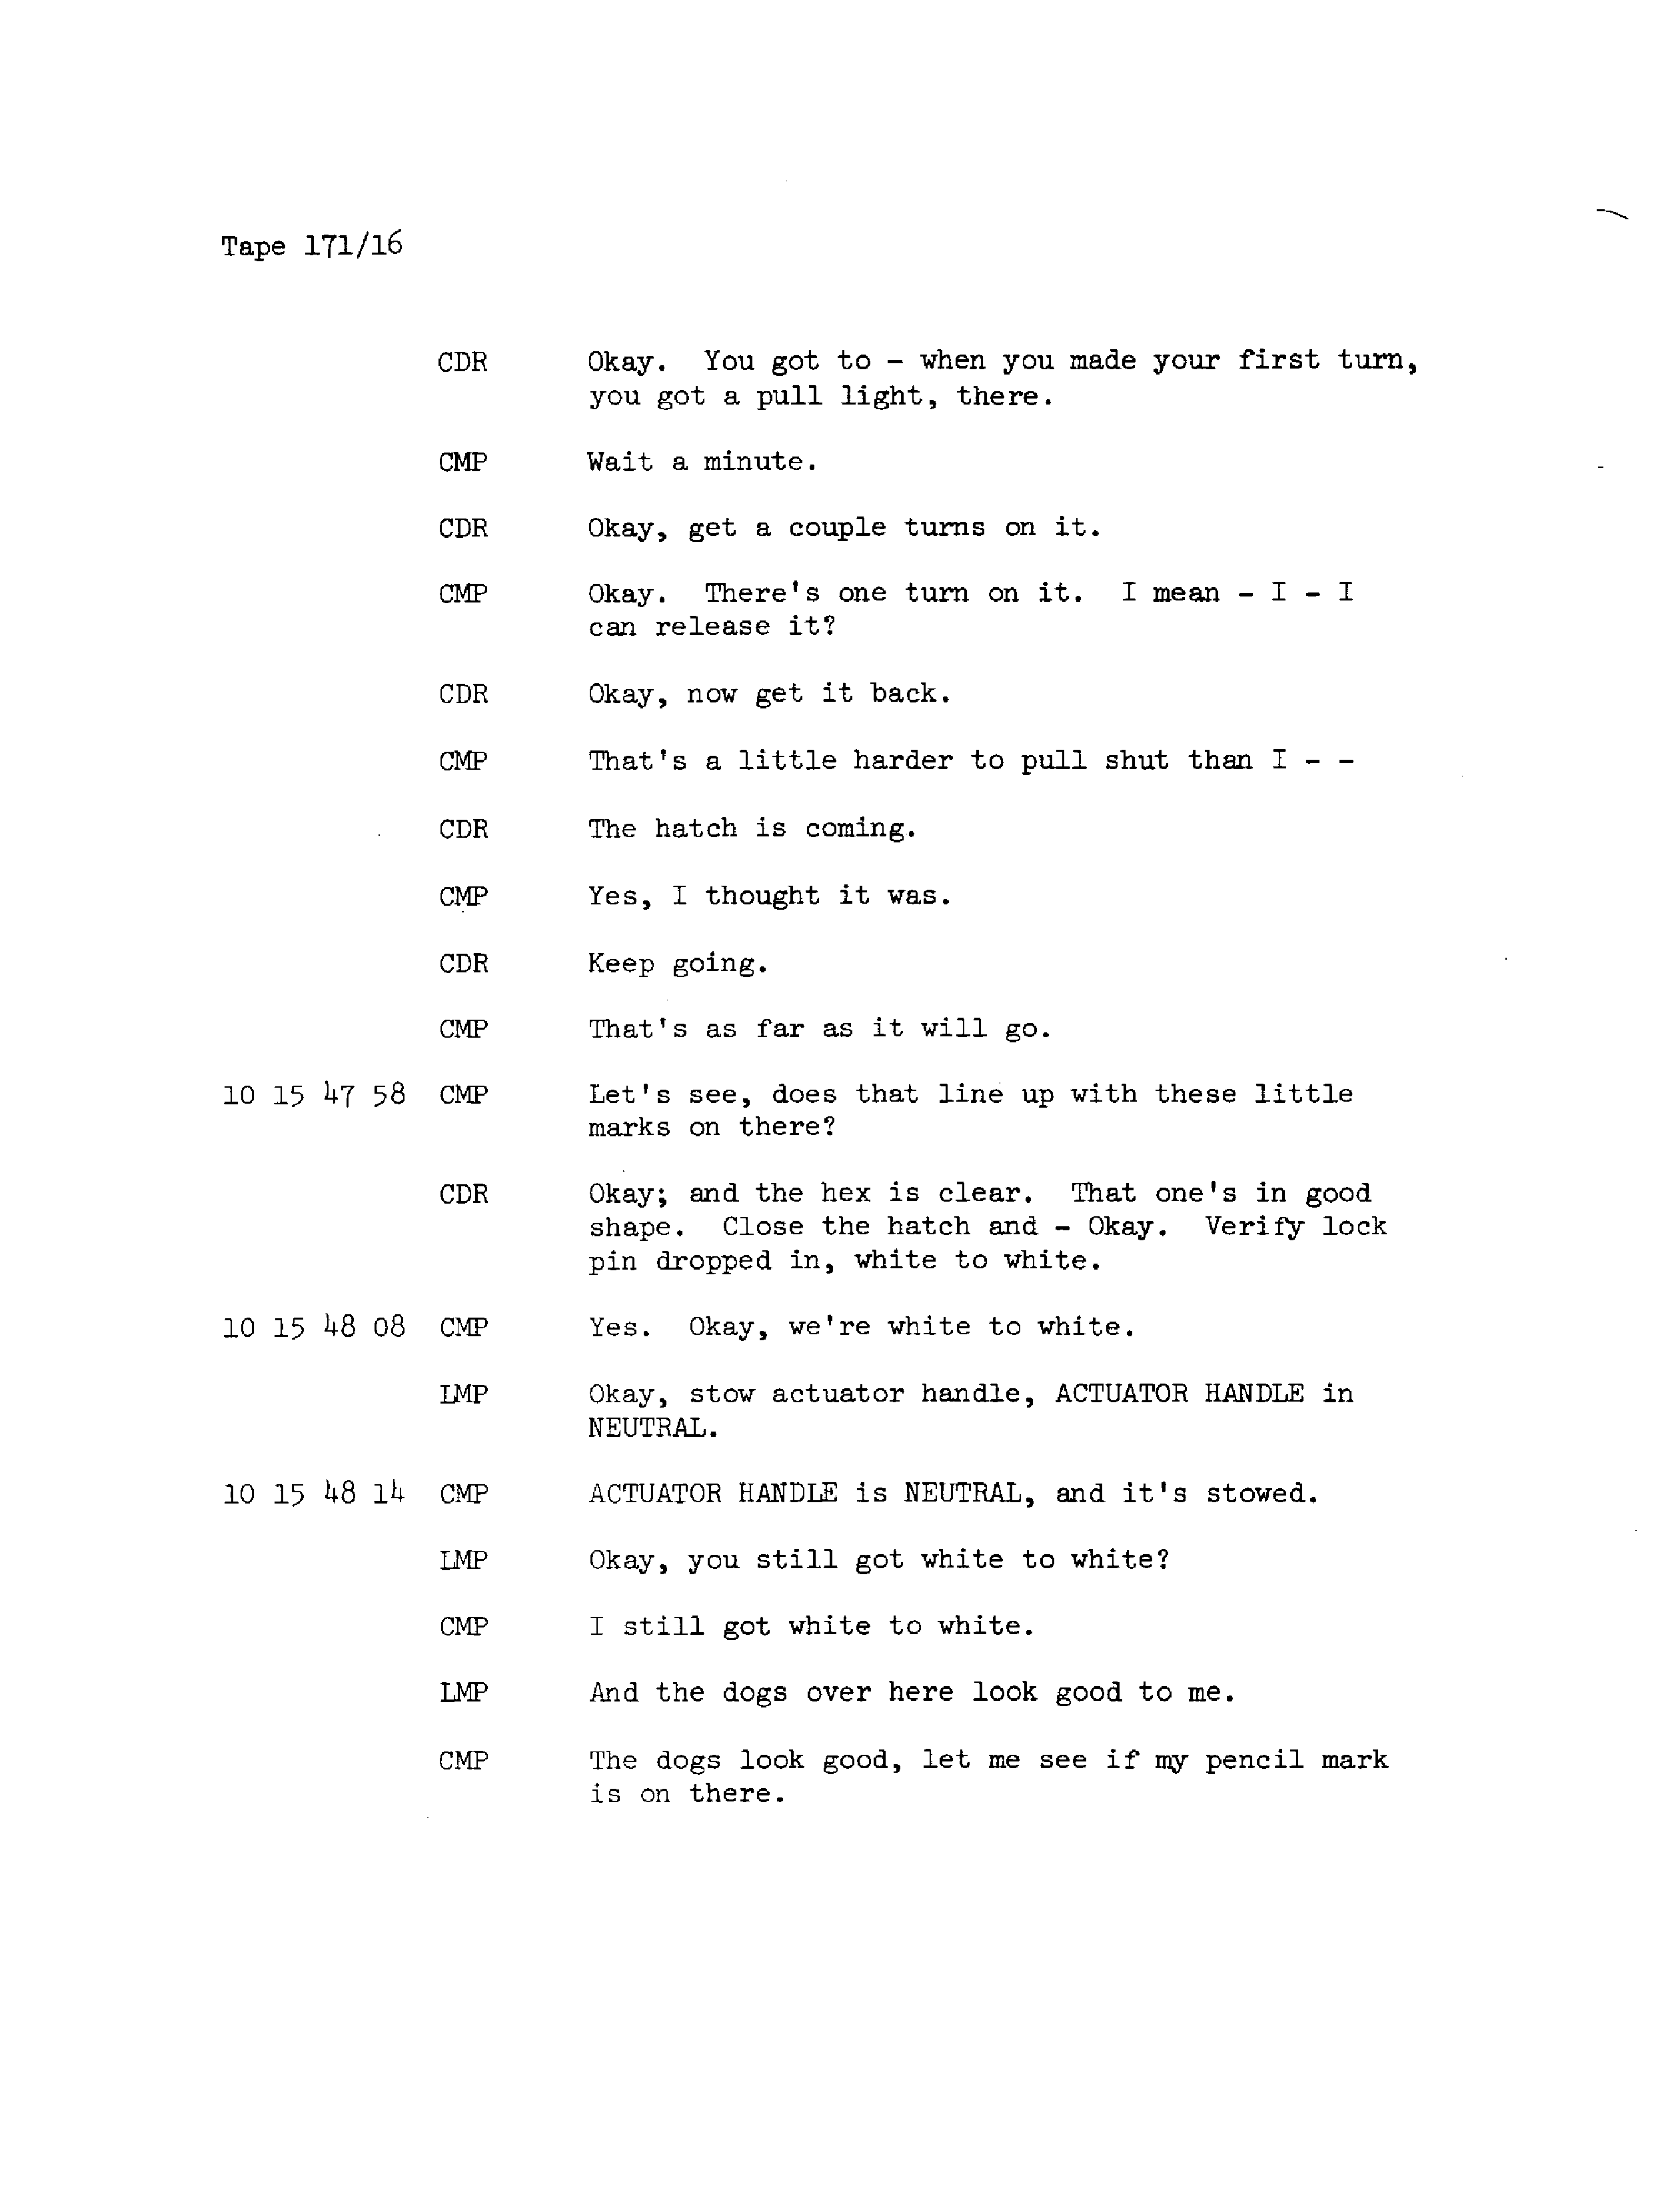 Tape 171/16
CDR Okay. You got to - when you made your first turn,
you got a pull light, there.
CMP Wait a minute.
CDR Okay, get a couple turns on it.
CMP Okay. There's one turn on it. I mean - I - I
can release it?
CDR Okay, now get it back.
CMP That's a little harder to pull shut than I - -
CDR The hatch is coming.
CMP Yes, I thought it was.
CDR Keep going.
CMP That's as far as it will go.
10 15 47 58 CMP Let's see, does that line up with these little
marks on there?
CDR Okay; and the hex is clear. That one's in good
shape. Close the hatch and - Okay. Verify lock
pin dropped in, white to white.
10 15 48 08 CMP Yes. Okay, we're white to white.
LMP Okay, stow actuator handle, ACTUATOR HANDLE in
NEUTRAL.
10 15 48 14 CMP ACTUATOR HANDLE is NEUTRAL, and it's stowed.
LMP Okay, you still got white to white?
CMP I still got white to white.
LMP And the dogs over here look good to me.
CMP The dogs look good, let me see if my pencil mark
is on there.